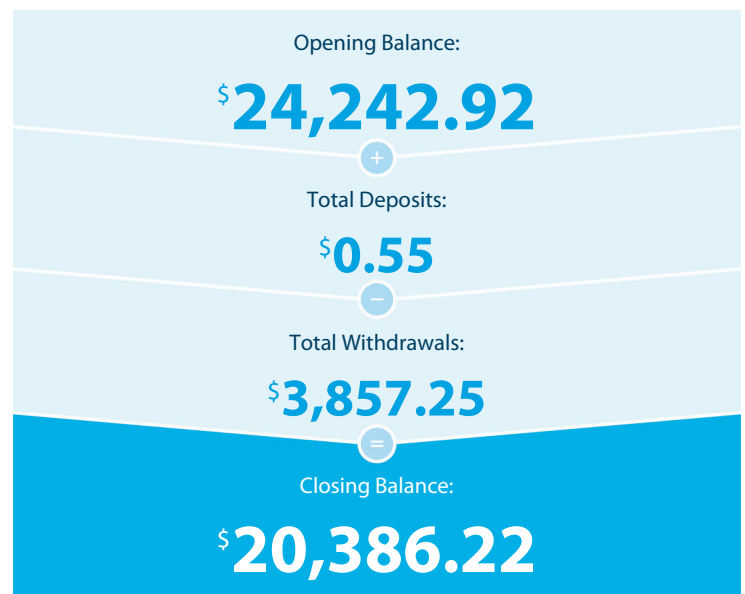 Opening Balance:
$24,242.92
+
Total Deposits:
$0.55
−
Total Withdrawals:
$3,857.25
=
Closing Balance:
$20,386.22